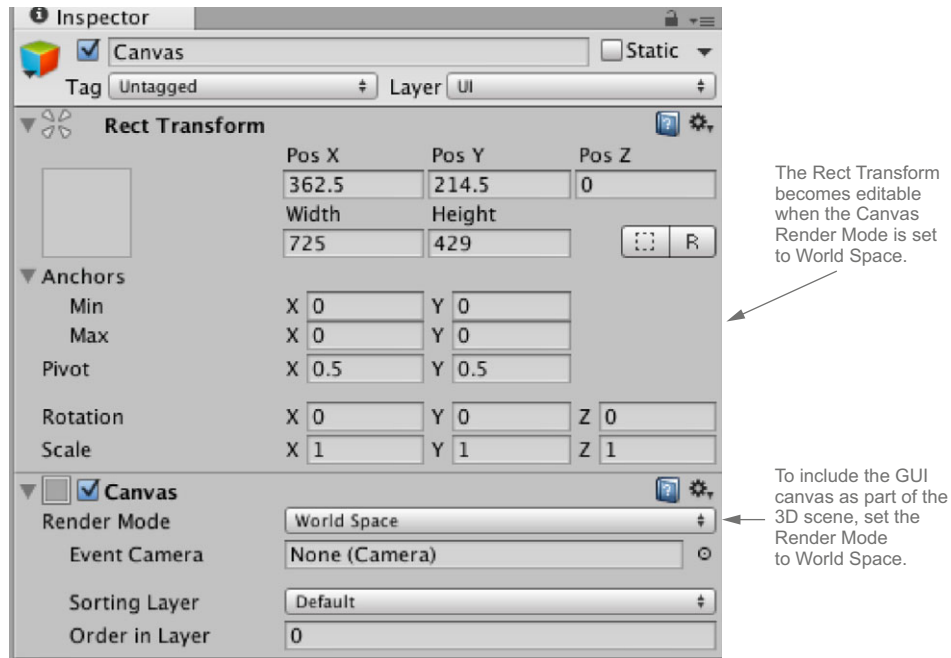 Inspector
Canvas
Static
Tag Untagged Layer UI
Rect Transform
Pos X Pos Y Pos Z
362.5 214.5 0
Width Height
725 429
R
Anchors
Min X 0 Y 0
Max X 0 Y 0
Pivot X 0.5 Y 0.5
Rotation X 0 Y 0 Z 0
Scale X 1 Y 1 Z 1
Canvas
Render Mode World Space
Event Camera None (Camera)
Sorting Layer Default
Order in Layer 0
The Rect Transform
becomes editable
when the Canvas
Render Mode is set
to World Space.
To include the GUI
canvas as part of the
3D scene, set the
Render Mode
to World Space.